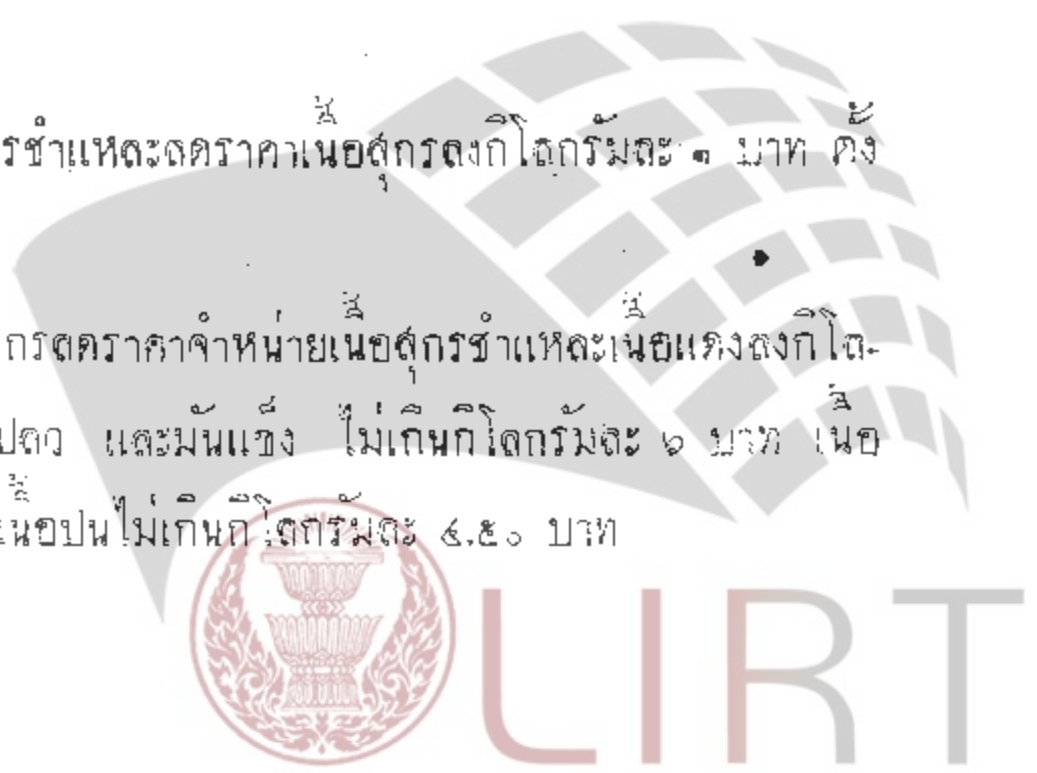 รชำแหละลดราคาเนื้อสุกรลงกิโลกรัมละ ๑ บาท ดั้ง
กรลดราคาจำหน่ายเนื้อสุกรชำแหละเนื้อแดงลงกิโล-
ปลว และมันแข็ง ไม่เกินกิโลกรัมละ ๖ บาท เนื้อ
เนื้อปนไม่เกินกิโลกรัมละ ๔.๕๐ บาท
LIRT